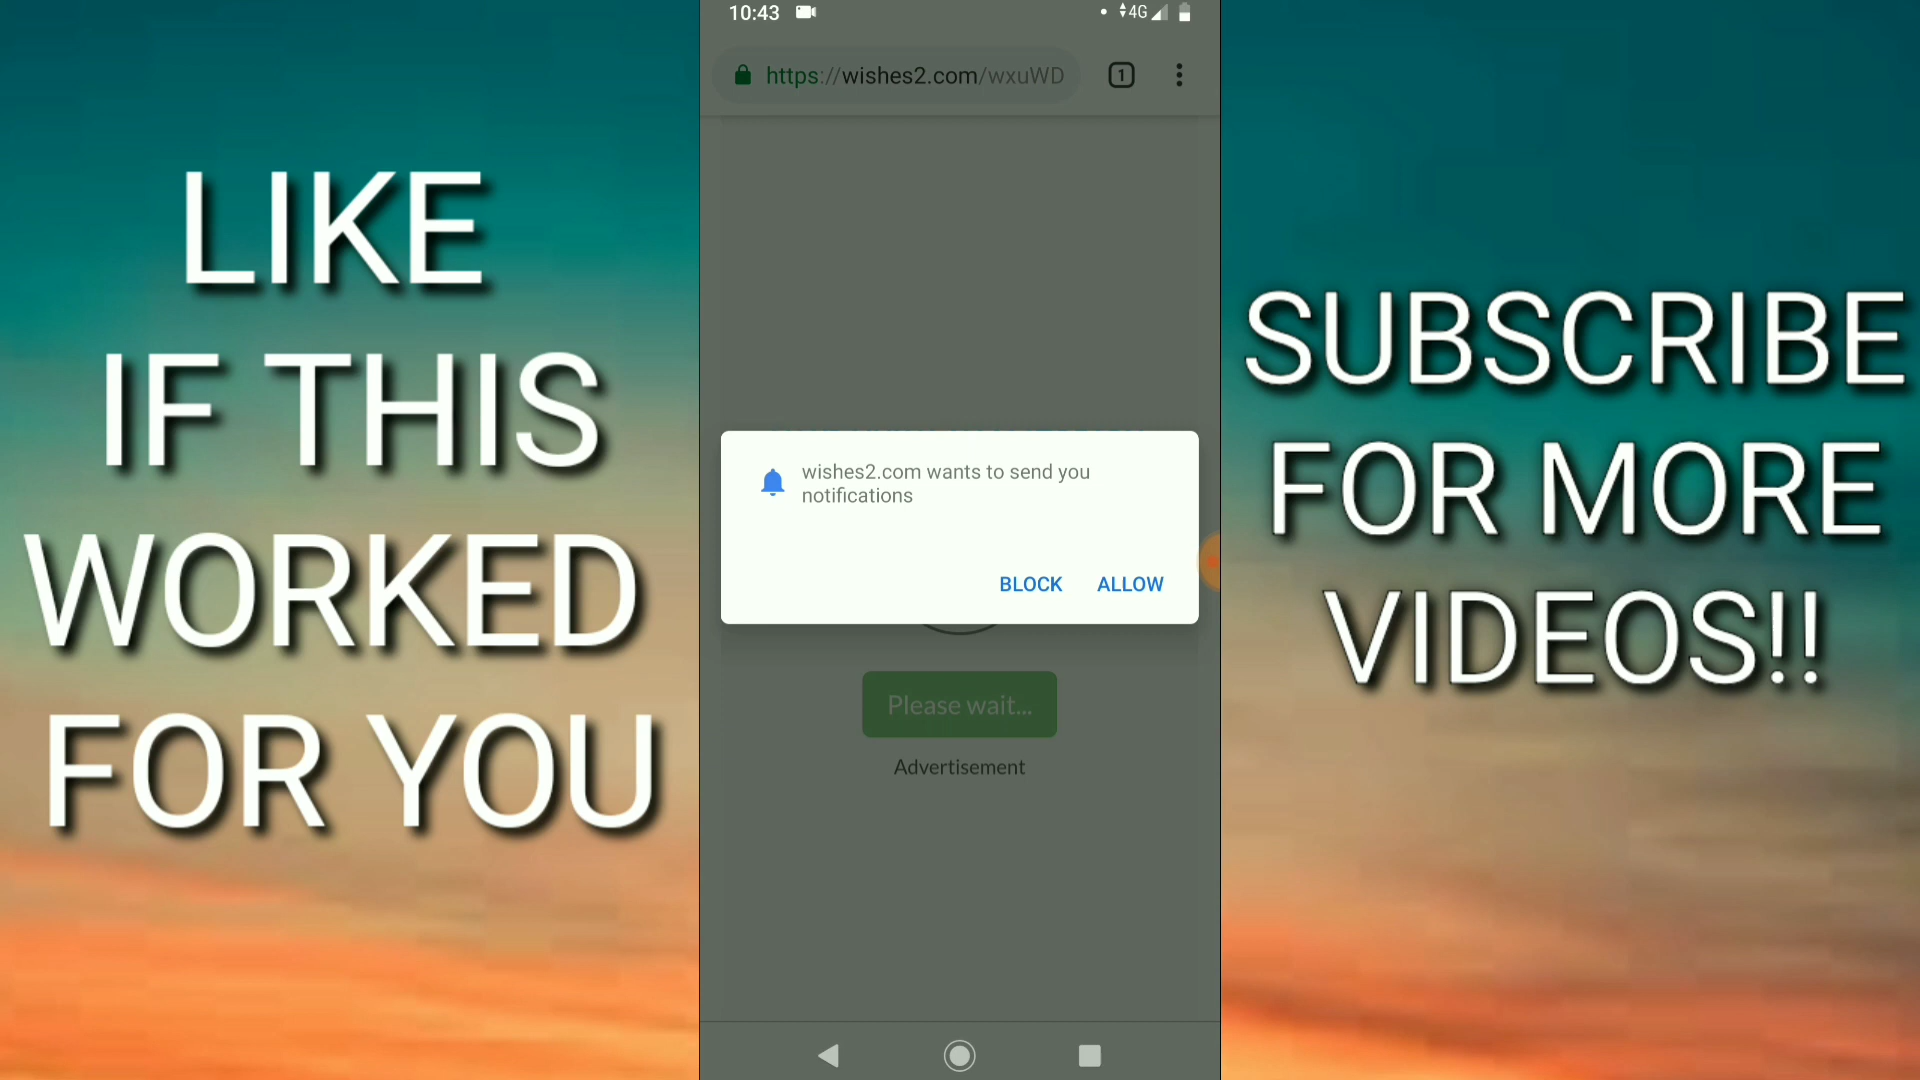 LIKE
IF THIS
WORKED
FOR YOU
10:43
4G
https://wishes2.com/wxuWD
1
wishes2.com wants to send you
notifications
BLOCK ALLOW
Please wait...
Advertisement
SUBSCRIBE
FOR MORE
VIDEOS!!